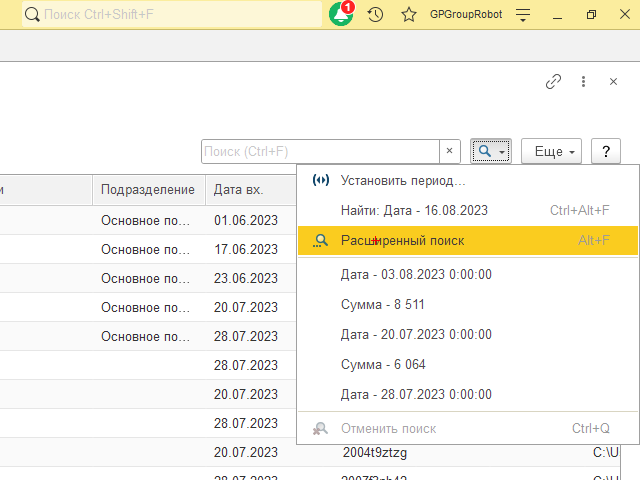 Поиск Ctrl+Shift+F
1
GPGroupRobot
Поиск (Ctrl+F)
×
Еще
?
и Подразделение Дата вх.
Установить период...
Найти: Дата - 16.08.2023 Ctrl+Alt+F
Основное по... 01.06.2023
Расширенный поиск Alt+F
Основное по... 17.06.2023
Дата - 03.08.2023 0:00:00
Основное по... 23.06.2023
Сумма - 8 511
Основное по... 20.07.2023
Дата - 20.07.2023 0:00:00
Основное по... 28.07.2023
Сумма - 6 064
28.07.2023
Дата - 28.07.2023 0:00:00
20.07.2023
Отменить поиск Ctrl+Q
28.07.2023
20.07.2023 2004t9ztzg C:\U
28.07.2023 C:\U